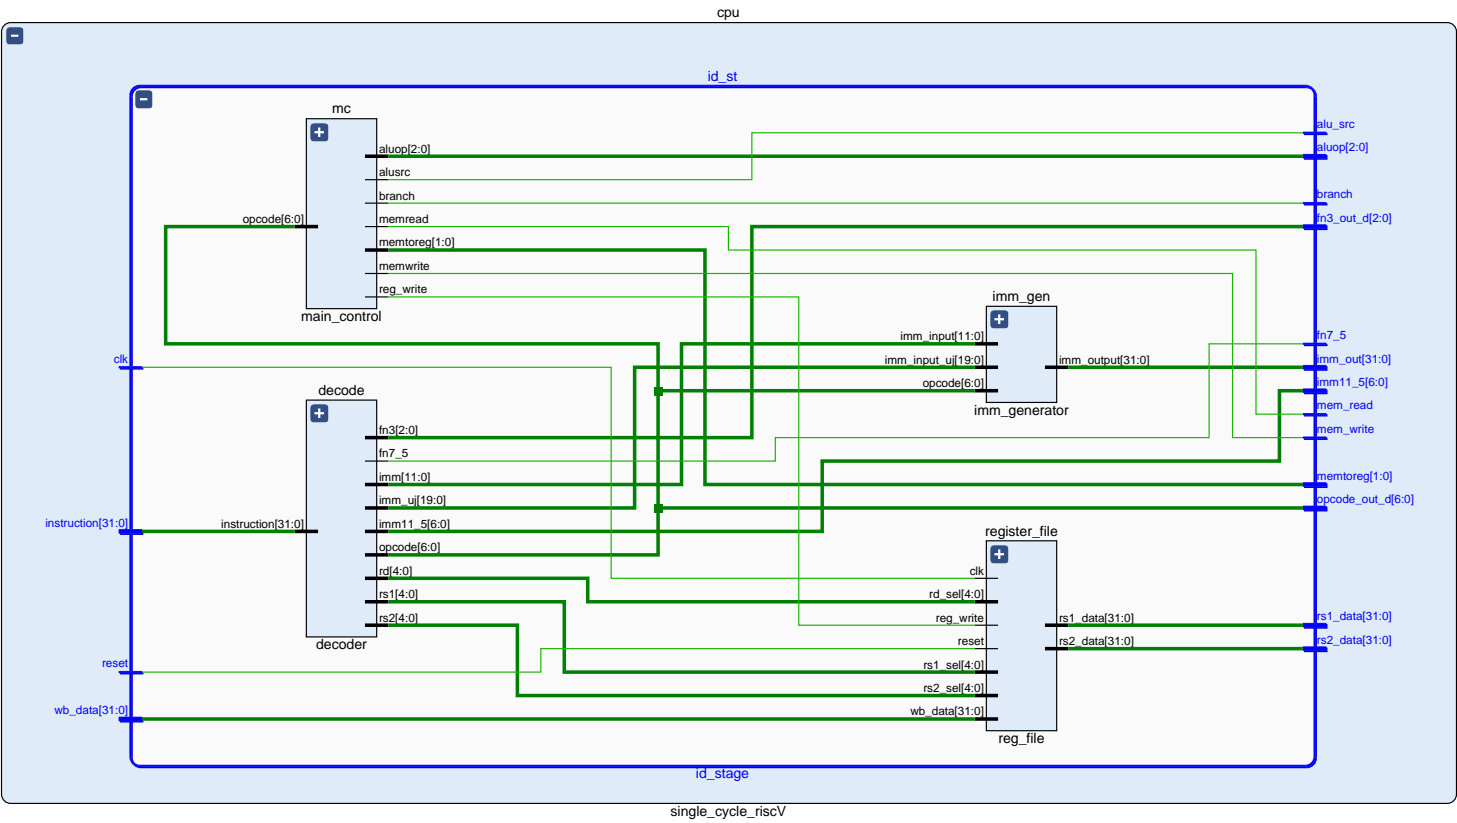 cpu
id_st
mc
aluop[2:0]
alusrc
branch
memread
memtoreg[1:0]
memwrite
reg_write
opcode[6:0]
main_control
clk
instruction[31:0]
reset
wb_data[31:0]
decode
instruction[31:0]
fn3[2:0]
fn7_5
imm[11:0]
imm_uj[19:0]
imm11_5[6:0]
opcode[6:0]
rd[4:0]
rs1[4:0]
rs2[4:0]
decoder
imm_gen
imm_input[11:0]
imm_input_uj[19:0]
opcode[6:0]
imm_output[31:0]
imm_generator
register_file
clk
rd_sel[4:0]
reg_write
reset
rs1_sel[4:0]
rs2_sel[4:0]
wb_data[31:0]
rs1_data[31:0]
rs2_data[31:0]
reg_file
alu_src
aluop[2:0]
branch
fn3_out_d[2:0]
fn7_5
imm_out[31:0]
imm11_5[6:0]
mem_read
mem_write
memtoreg[1:0]
opcode_out_d[6:0]
rs1_data[31:0]
rs2_data[31:0]
id_stage
single_cycle_riscV